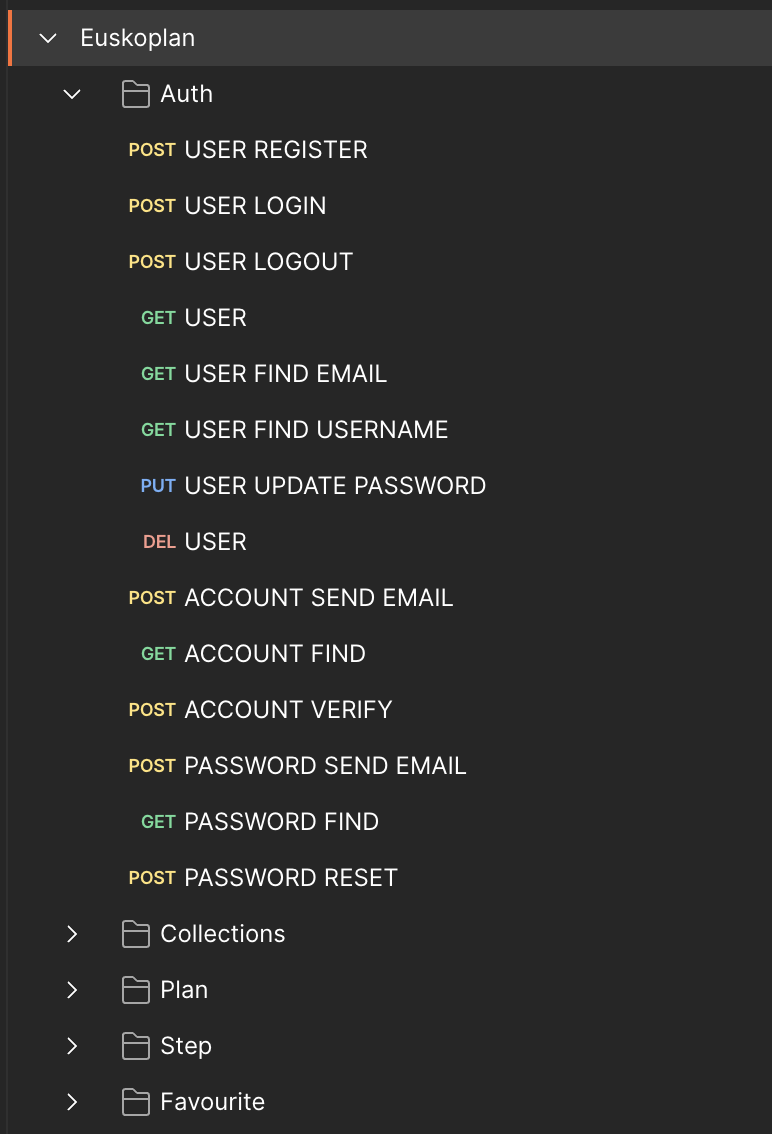 Euskoplan
Auth
POST USER REGISTER
POST USER LOGIN
POST USER LOGOUT
GET USER
GET USER FIND EMAIL
GET USER FIND USERNAME
PUT USER UPDATE PASSWORD
DEL USER
POST ACCOUNT SEND EMAIL
GET ACCOUNT FIND
POST ACCOUNT VERIFY
POST PASSWORD SEND EMAIL
GET PASSWORD FIND
POST PASSWORD RESET
Collections
Plan
Step
Favourite